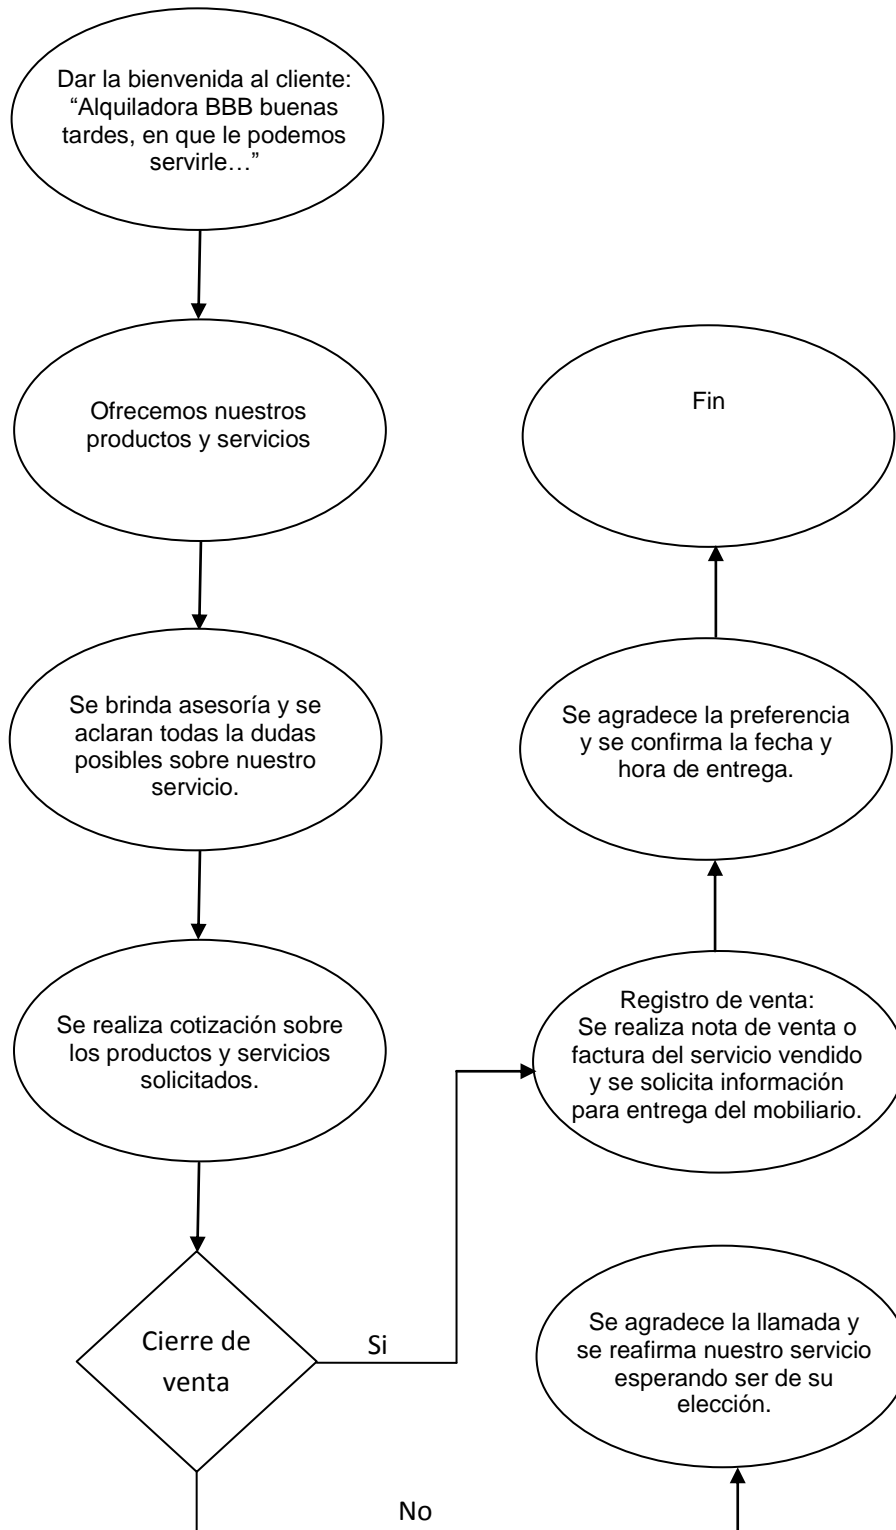 Dar la bienvenida al cliente:
“Alquiladora BBB buenas
tardes, en que le podemos
servirle…”
Ofrecemos nuestros
productos y servicios
Se brinda asesoría y se
aclaran todas la dudas
posibles sobre nuestro
servicio.
Se realiza cotización sobre
los productos y servicios
solicitados.
Cierre de
venta
Si
No
Registro de venta:
Se realiza nota de venta o
factura del servicio vendido
y se solicita información
para entrega del mobiliario.
Se agradece la preferencia
y se confirma la fecha y
hora de entrega.
Fin
Se agradece la llamada y
se reafirma nuestro servicio
esperando ser de su
elección.